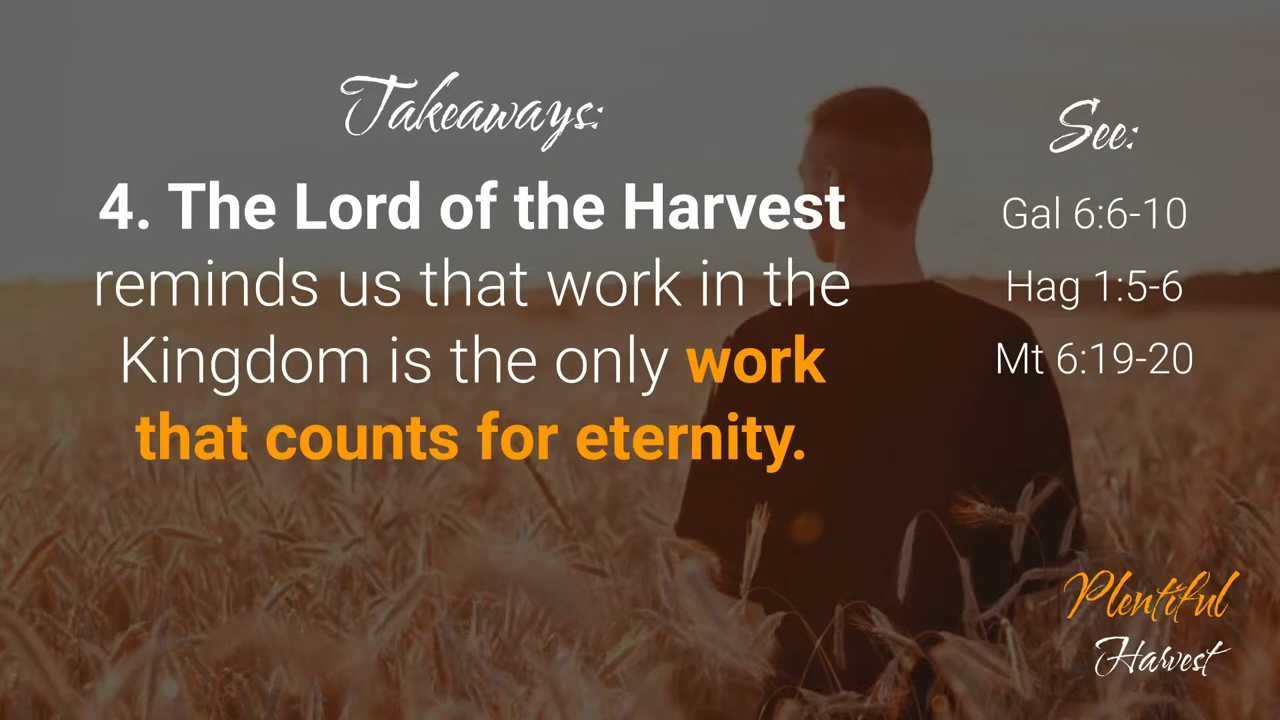 Takeaways:
4. The Lord of the Harvest
reminds us that work in the
Kingdom is the only work
that counts for eternity.
See:
Gal 6:6-10
Hag 1:5-6
Mt 6:19-20
Plentiful
Harvest